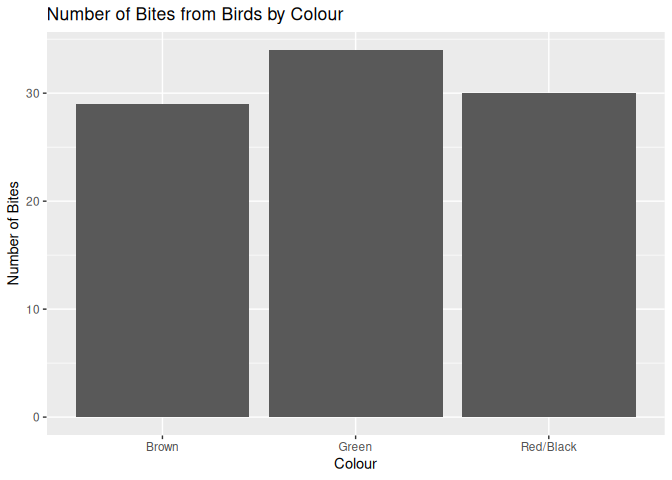 Number of Bites from Birds by Colour
Number of Bites
30
20
10
0
Brown Green Red/Black
Colour